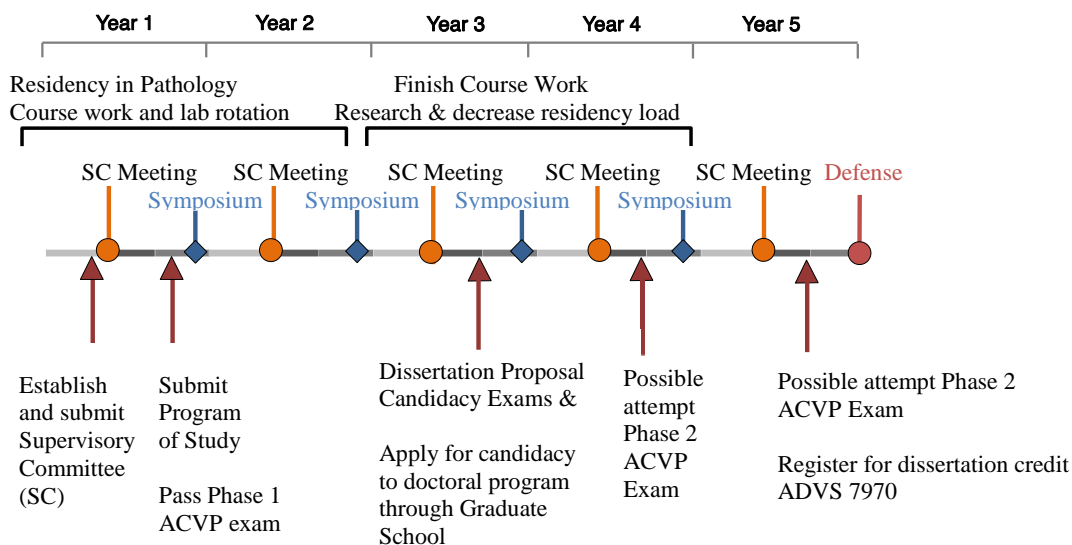 Year 1
Year 2
Year 3
Year 4
Year 5
Residency in Pathology
Course work and lab rotation
Finish Course Work
Research & decrease residency load
SC Meeting
SC Meeting
SC Meeting
SC Meeting
SC Meeting
Defense
Symposium
Symposium
Symposium
Symposium
Establish
and submit
Supervisory
Committee
(SC)
Submit
Program
of Study
Pass Phase 1
ACVP exam
Dissertation Proposal
Candidacy Exams &
Apply for candidacy
to doctoral program
through Graduate
School
Possible
attempt
Phase 2
ACVP
Exam
Possible attempt Phase 2
ACVP Exam
Register for dissertation credit
ADVS 7970